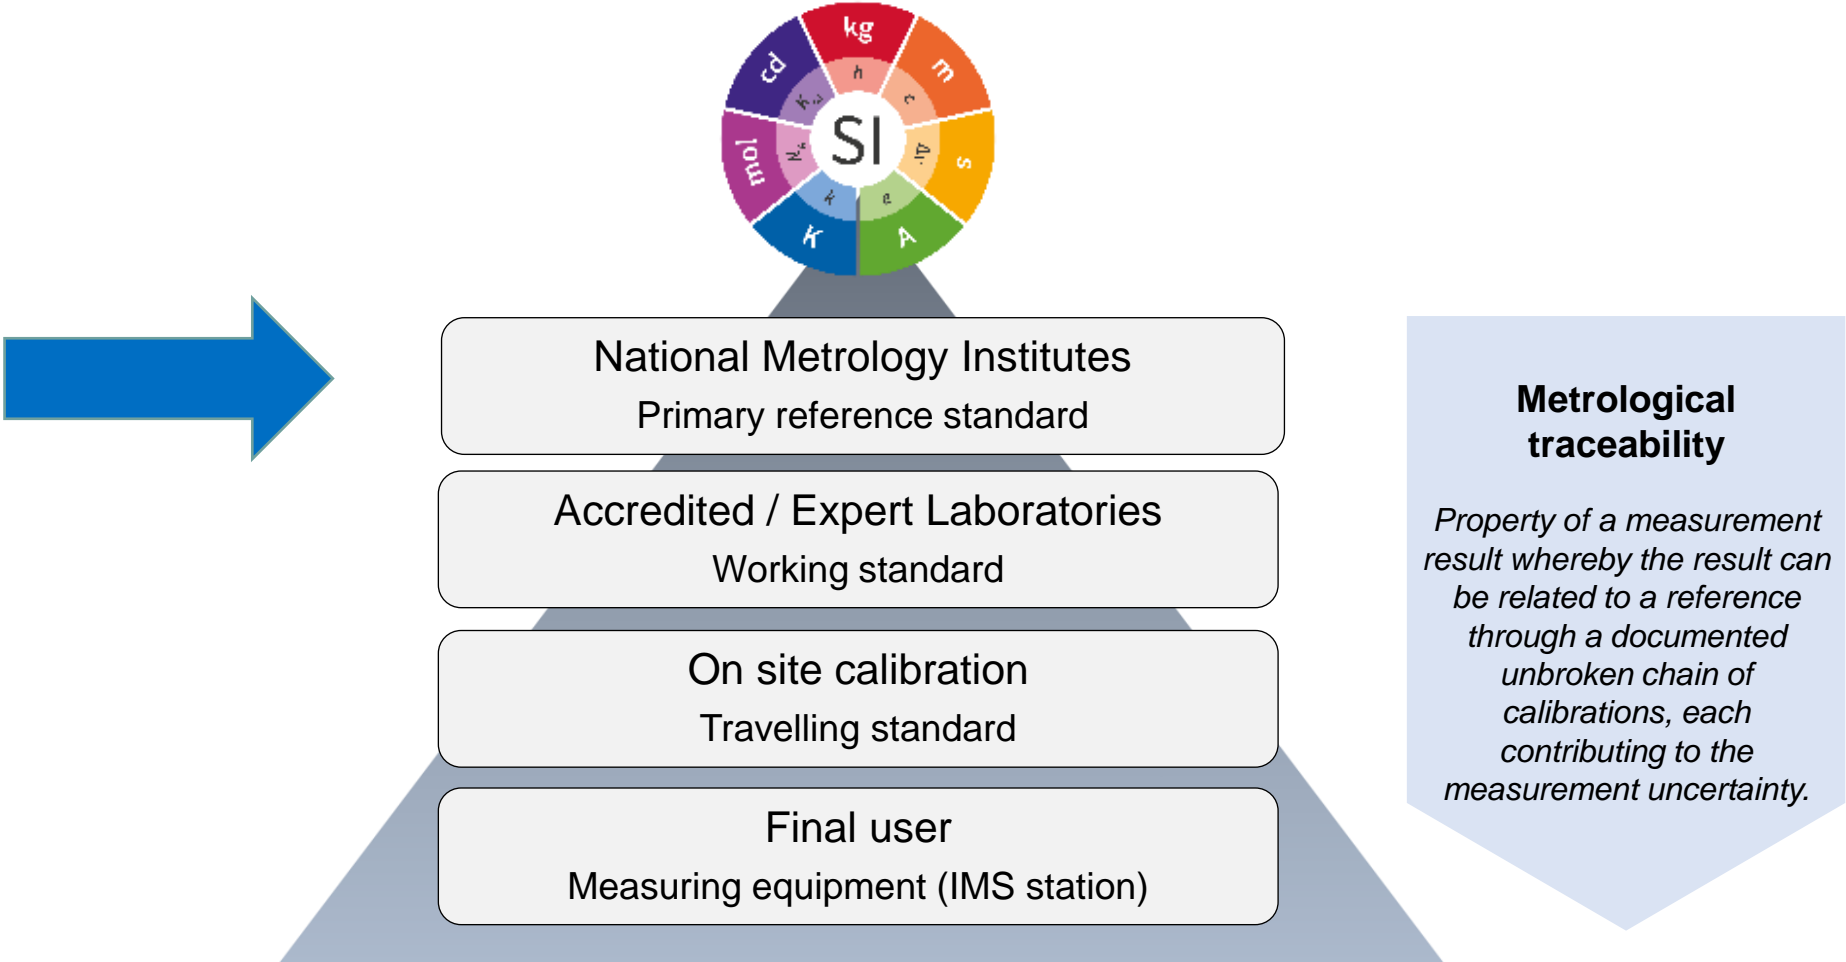 kg
m
s
A
K
mol
cd
h
c
e
k
SI
National Metrology Institutes
Primary reference standard
Accredited / Expert Laboratories
Working standard
On site calibration
Travelling standard
Final user
Measuring equipment (IMS station)
Metrological
traceability
Property of a measurement
result whereby the result can
be related to a reference
through a documented
unbroken chain of
calibrations, each
contributing to the
measurement uncertainty.